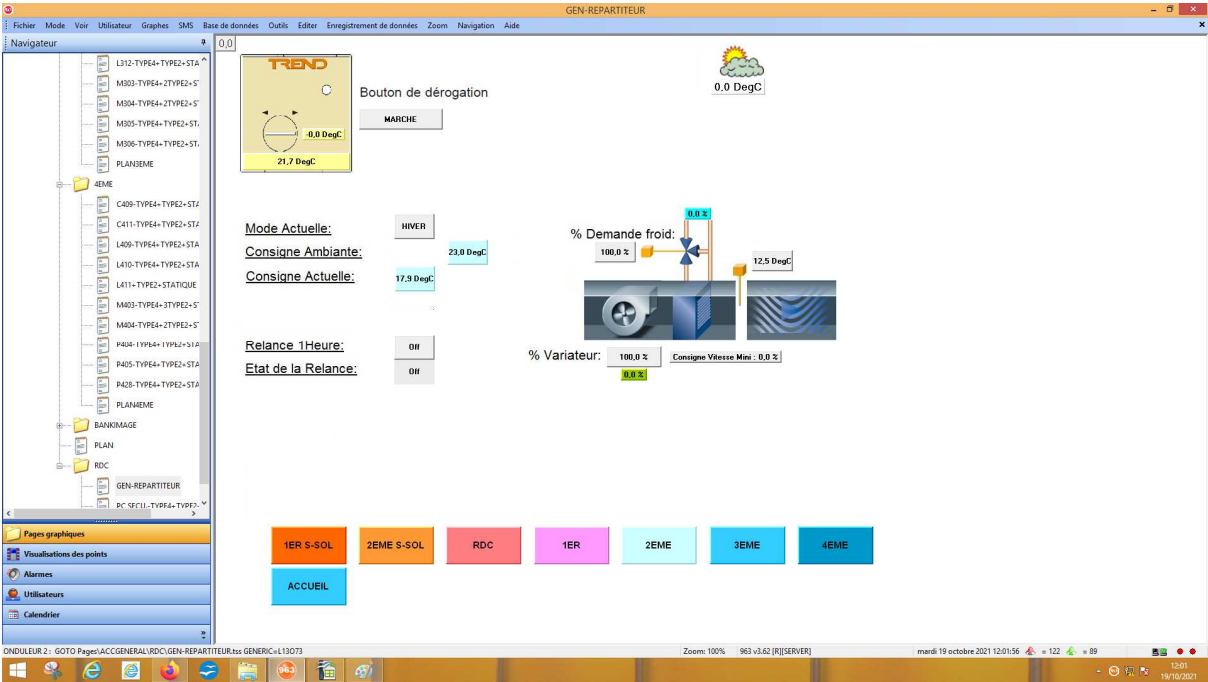 GEN-REPARTITEUR
Fichier Mode Voir Utilisateur Graphes SMS Base de données Outils Editer Enregistrement de données Zoom Navigation Aide
Navigateur
0,0
L312-TYPE4+TYPE2+STA
M303-TYPE4+2TYPE2+S
M304-TYPE4+2TYPE2+S
M305-TYPE4+TYPE2+ST
M306-TYPE4+TYPE2+ST
PLAN3EME
4EME
C409-TYPE4+TYPE2+STA
C411-TYPE4+TYPE2+STA
L409-TYPE4+TYPE2+STA
L410-TYPE4+TYPE2+STA
L411+TYPE2+STATIQUE
M403-TYPE4+3TYPE2+S
M404-TYPE4+2TYPE2+S
P404-TYPE4+TYPE2+STA
P405-TYPE4+TYPE2+STA
P428-TYPE4+TYPE2+STA
PLAN4EME
BANKIMAGE
PLAN
RDC
GEN-REPARTITEUR
PC SECU.-TYPE4+TYPE2-
Pages graphiques
Visualisations des points
Alarmes
Utilisateurs
Calendrier
TREND
-0,0 DegC
21,7 DegC
Bouton de dérogation
MARCHE
0,0 DegC
Mode Actuelle: HIVER
Consigne Ambiante: 23,0 DegC
Consigne Actuelle: 17,9 DegC
Relance 1Heure: Off
Etat de la Relance: Off
0,0 %
% Demande froid:
100,0 %
12,5 DegC
% Variateur: 100,0 % Consigne Vitesse Mini : 0,0 %
0,0 %
1ER S-SOL 2EME S-SOL RDC 1ER 2EME 3EME 4EME
ACCUEIL
ONDULEUR 2 : GOTO Pages\ACCGENERAL\RDC\GEN-REPARTITEUR.tss GENERIC=L13O73 Zoom: 100% 963 v3.62 [R][SERVER] mardi 19 octobre 2021 12:01:56 = 122 = 89
963
12:01
19/10/2021